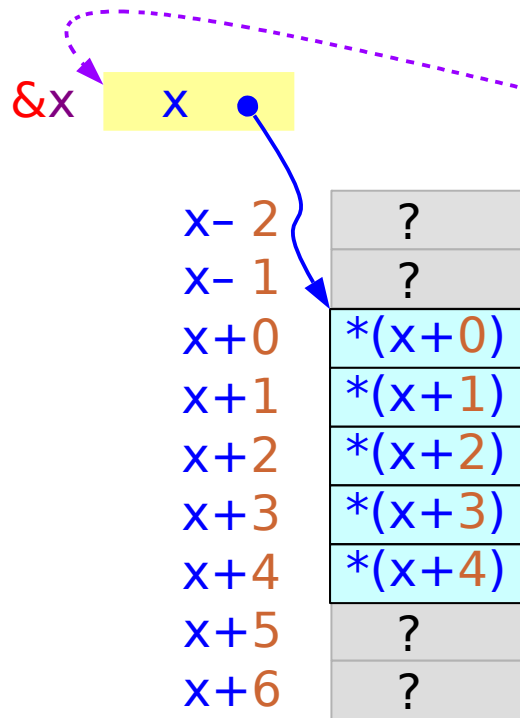 &x x
x– 2 ?
x– 1 ?
x+0 *(x+0)
x+1 *(x+1)
x+2 *(x+2)
x+3 *(x+3)
x+4 *(x+4)
x+5 ?
x+6 ?